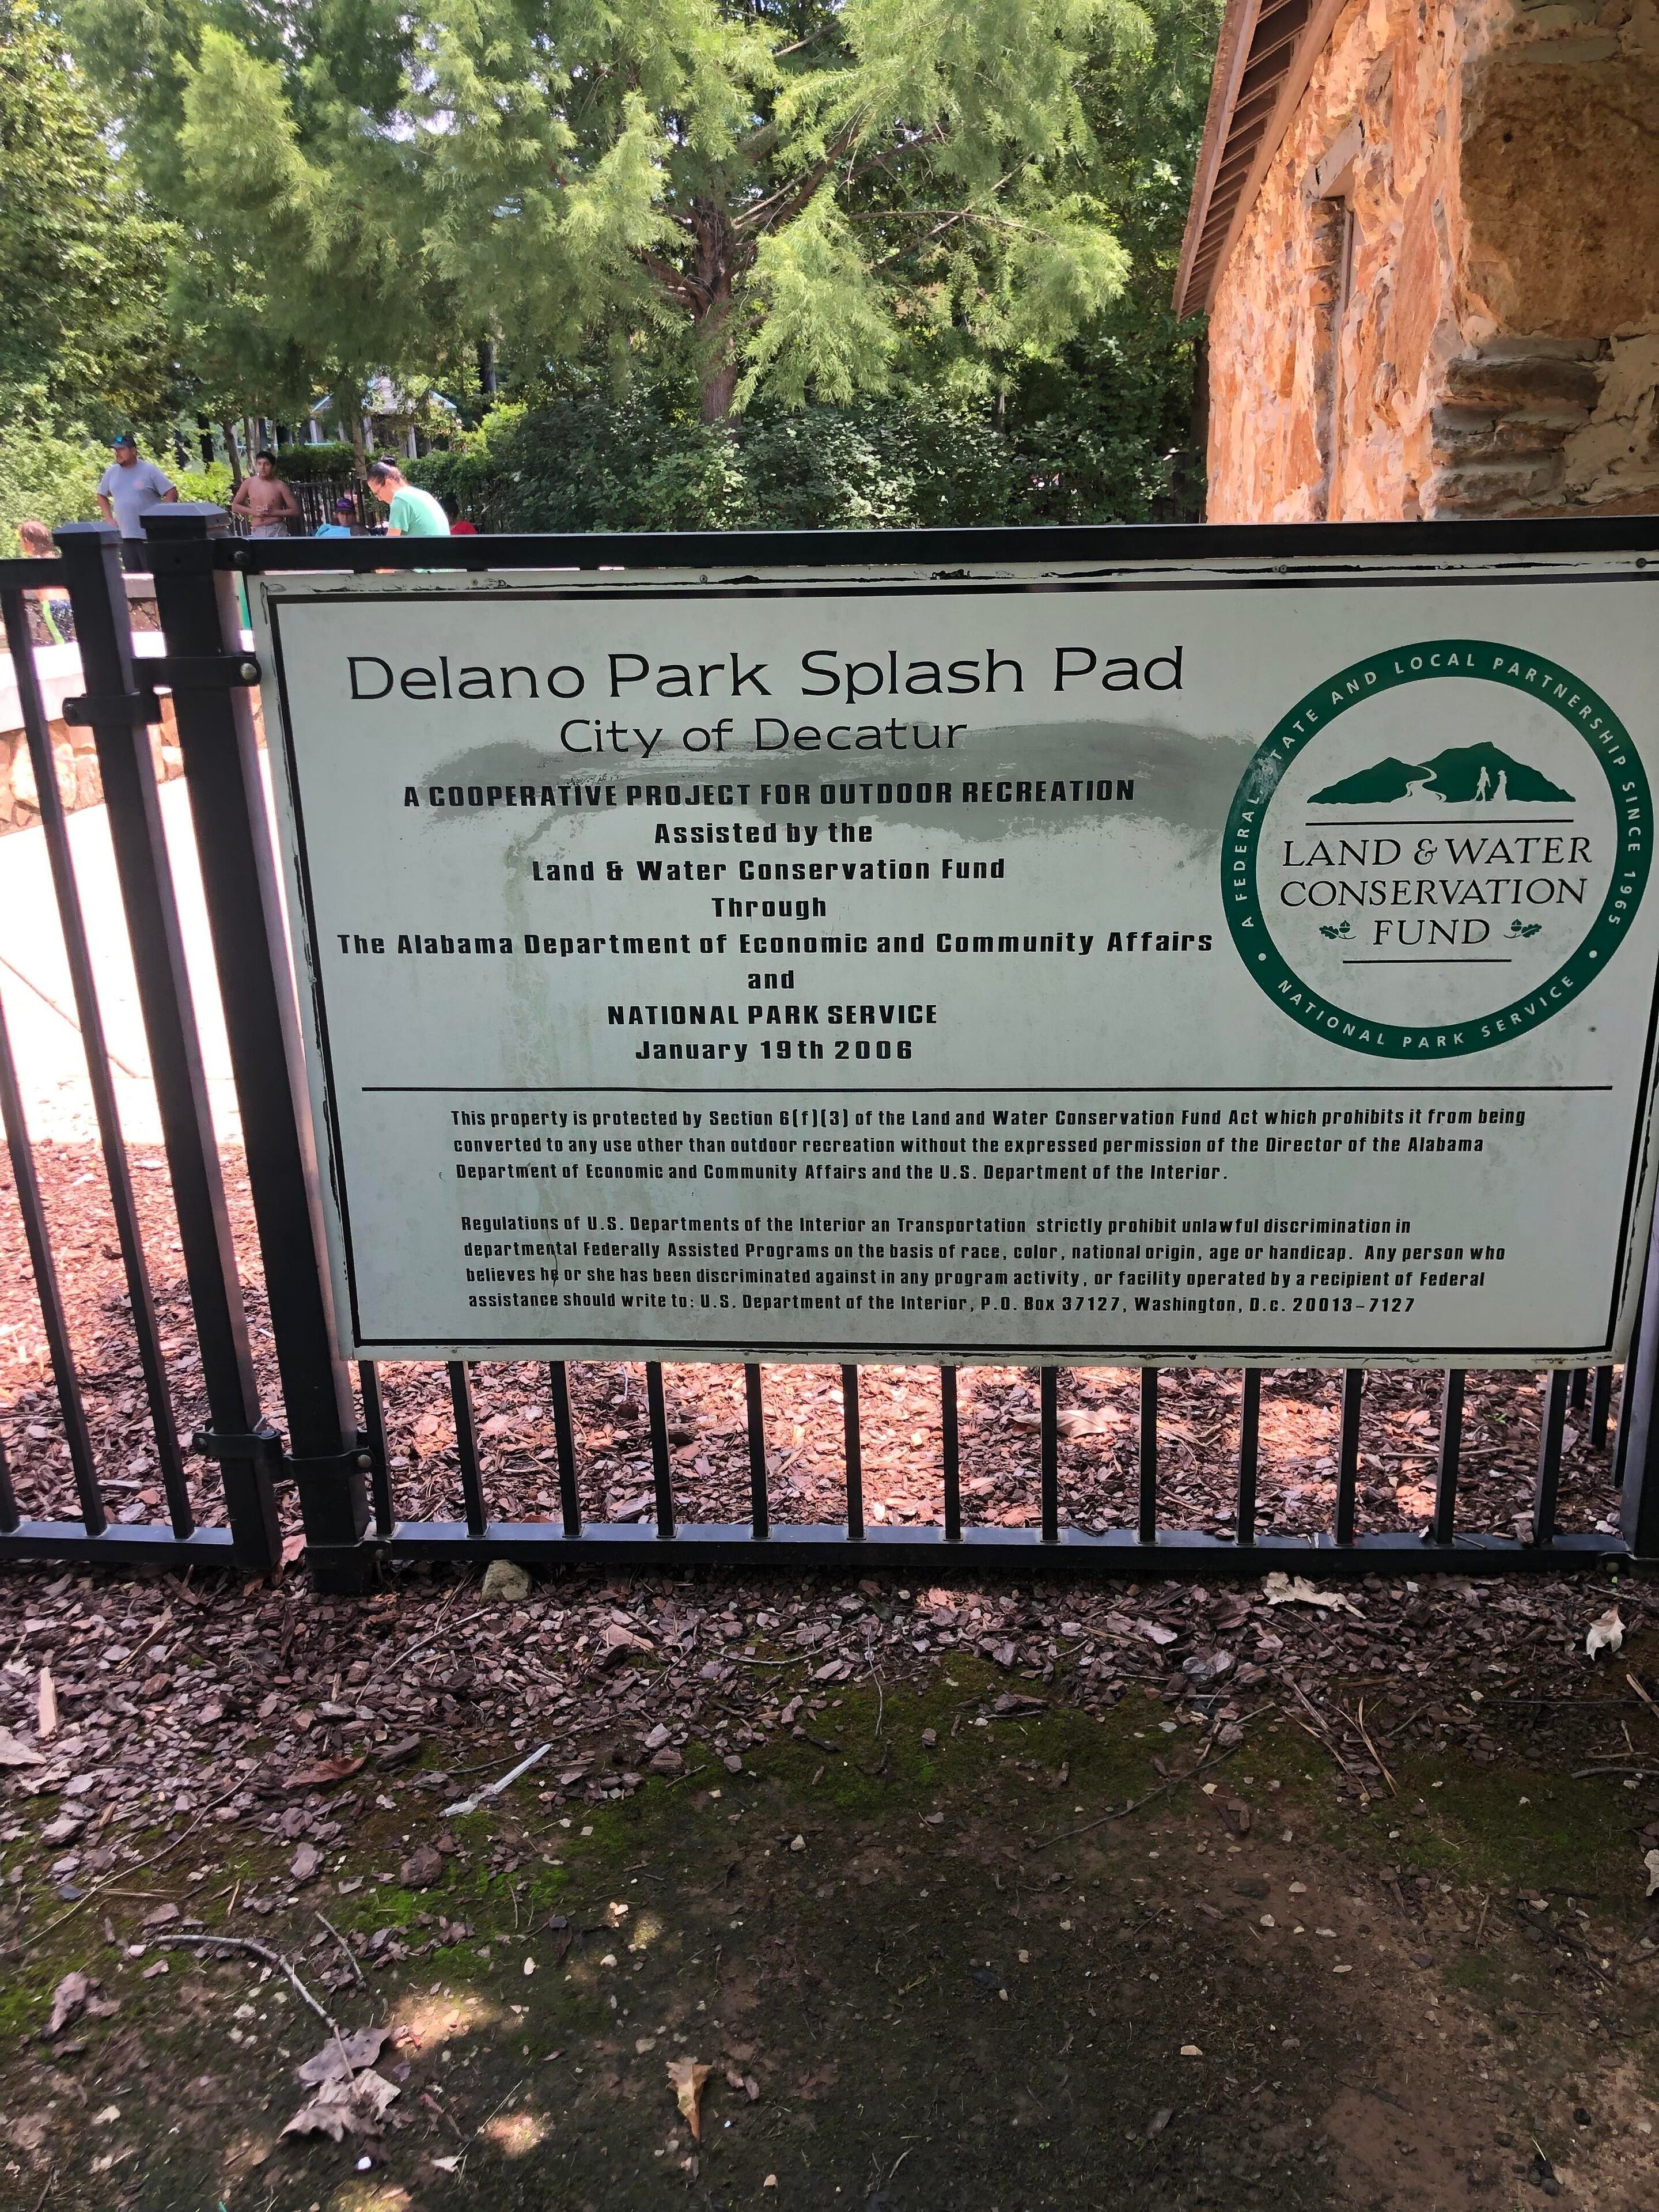 Delano Park Splash Pad
City of Decatur
A COOPERATIVE PROJECT FOR OUTDOOR RECREATION
Assisted by the
Land & Water Conservation Fund
Through
The Alabama Department of Economic and Community Affairs
and
NATIONAL PARK SERVICE
January 19th 2006
A FEDERAL, STATE AND LOCAL PARTNERSHIP SINCE 1965
LAND & WATER
CONSERVATION
FUND
NATIONAL PARK SERVICE
This property is protected by Section 6(f)(3) of the Land and Water Conservation Fund Act which prohibits it from being
converted to any use other than outdoor recreation without the expressed permission of the Director of the Alabama
Department of Economic and Community Affairs and the U.S. Department of the Interior.
Regulations of U.S. Departments of the Interior an Transportation strictly prohibit unlawful discrimination in
departmental Federally Assisted Programs on the basis of race, color, national origin, age or handicap. Any person who
believes he or she has been discriminated against in any program activity, or facility operated by a recipient of Federal
assistance should write to: U.S. Department of the Interior, P.O. Box 37127, Washington, D.c. 20013-7127